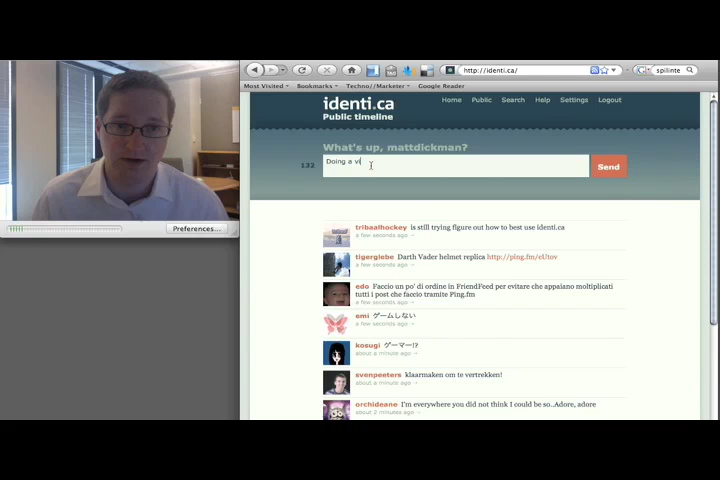 http://identi.ca/
spilinte
Most Visited
Bookmarks
Techno//Marketer
Google Reader
identi.ca
Public timeline
Home Public Search Help Settings Logout
What's up, mattdickman?
132
Doing a vi
Send
Preferences...
tribaalhockey is still trying figure out how to best use identi.ca
a few seconds ago
tigerglebe Darth Vader helmet replica http://ping.fm/eUtov
a few seconds ago
edo Faccio un po' di ordine in FriendFeed per evitare che appaiano moltiplicati
tutti i post che faccio tramite Ping.fm
a few seconds ago
emi ゲームしない
a few seconds ago
kosugi ゲーマー!?
about a minute ago
svenpeeters klaarmaken om te vertrekken!
about a minute ago
orchideane I'm everywhere you did not think I could be so..Adore, adore
about 2 minutes ago